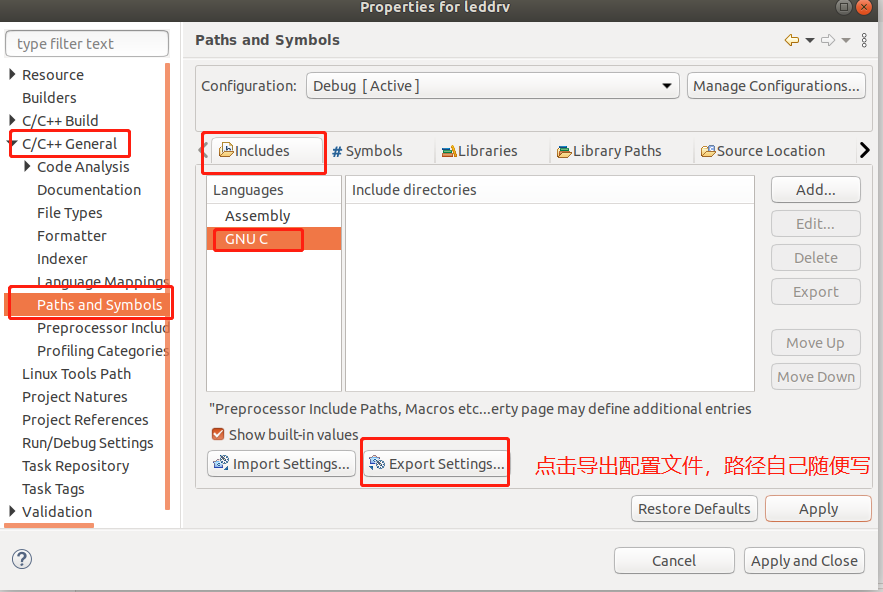 Properties for leddrv
type filter text
Resource
Builders
C/C++ Build
C/C++ General
Code Analysis
Documentation
File Types
Formatter
Indexer
Language Mappings
Paths and Symbols
Preprocessor Includ
Profiling Categories
Linux Tools Path
Project Natures
Project References
Run/Debug Settings
Task Repository
Task Tags
Validation
Paths and Symbols
Configuration: Debug [ Active ] Manage Configurations...
Includes # Symbols Libraries Library Paths Source Location
Languages Include directories
Assembly
GNU C
Add...
Edit...
Delete
Export
Move Up
Move Down
"Preprocessor Include Paths, Macros etc...erty page may define additional entries
Show built-in values
Import Settings... Export Settings... 点击导出配置文件，路径自己随便写
Restore Defaults Apply
Cancel Apply and Close